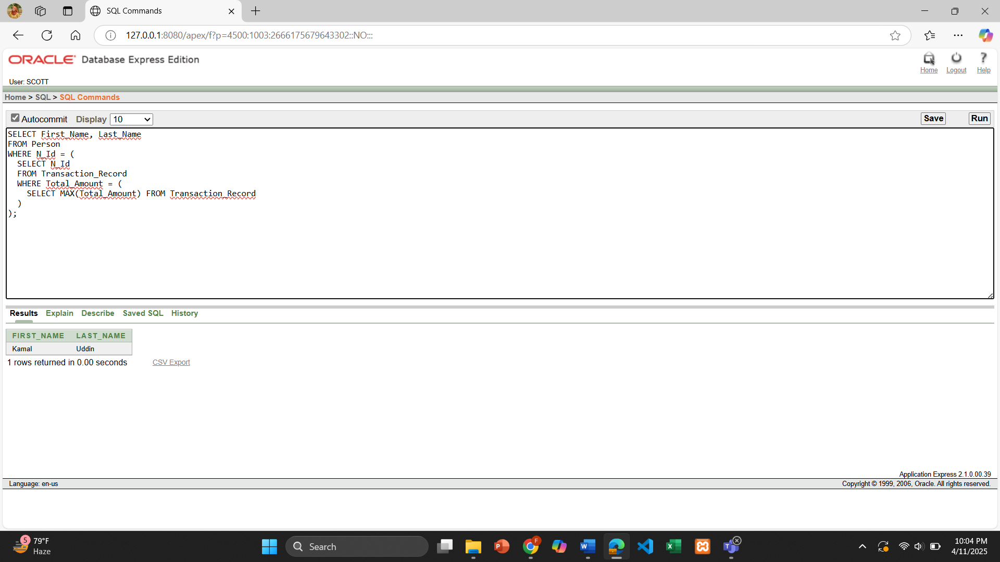 SQL Commands
127.0.0.1:8080/apex/f?p=4500:1003:2666175679643302::NO:::
ORACLE Database Express Edition
Home Logout Help
User: SCOTT
Home > SQL > SQL Commands
Autocommit Display 10 Save Run
SELECT First_Name, Last_Name
FROM Person
WHERE N_Id = (
SELECT N_Id
FROM Transaction_Record
WHERE Total_Amount = (
SELECT MAX(Total_Amount) FROM Transaction_Record
)
);
Results Explain Describe Saved SQL History
FIRST_NAME LAST_NAME
Kamal Uddin
1 rows returned in 0.00 seconds CSV Export
Application Express 2.1.0.00.39
Language: en-us Copyright © 1999, 2006, Oracle. All rights reserved.
5 79°F
Haze
Search
P
F
W
X
T
10:04 PM
4/11/2025